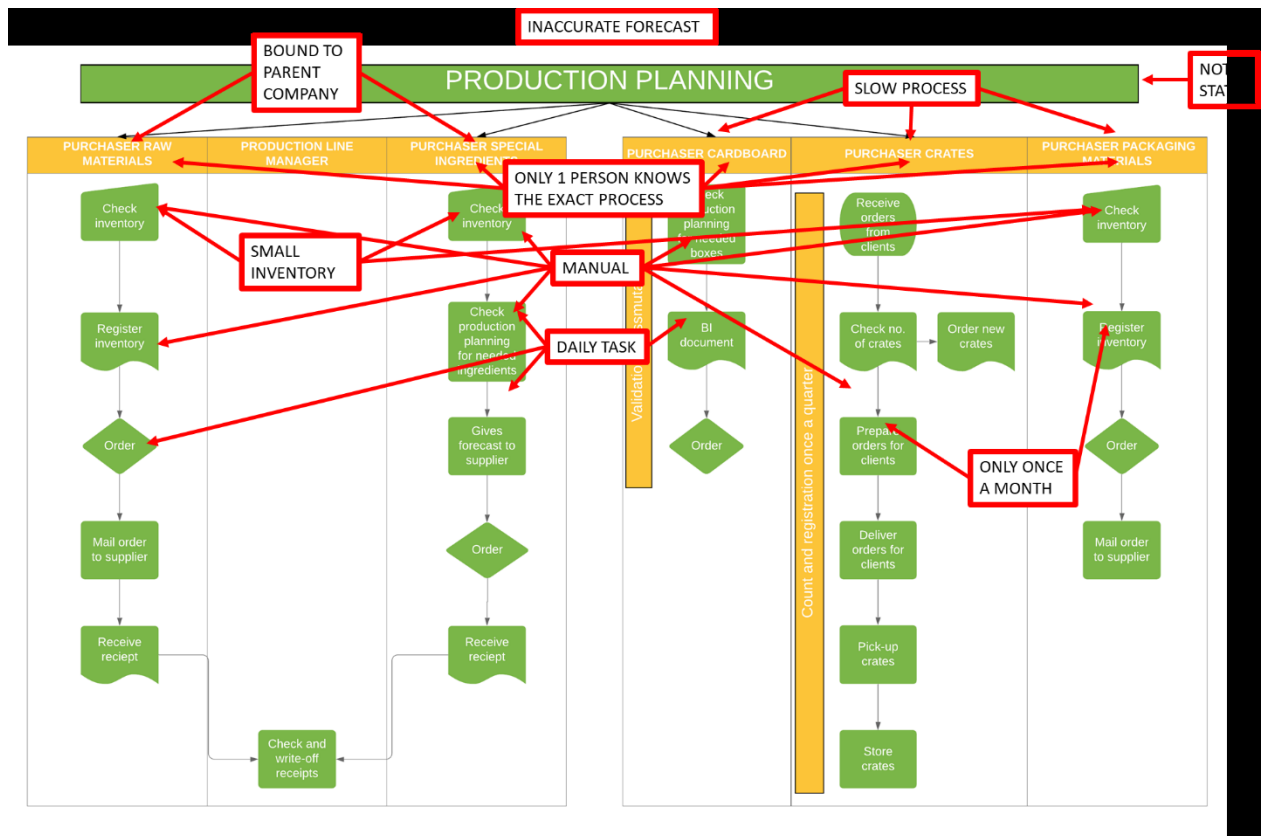 INACCURATE FORECAST
BOUND TO
PARENT
COMPANY
PRODUCTION PLANNING
SLOW PROCESS
NOT
PURCHASER RAW
MATERIALS
PRODUCTION LINE
MANAGER
PURCHASER SPECIAL
INGREDIENTS
PURCHASER CARDBOARD
PURCHASER CRATES
PURCHASER PACKAGING
MATERIALS
ONLY 1 PERSON KNOWS
THE EXACT PROCESS
Check
inventory
Check
inventory
production
planning
for needed
boxes
Receive
orders
from
clients
Check
inventory
SMALL
INVENTORY
MANUAL
Register
inventory
Check
production
planning
for needed
ingredients
DAILY TASK
Validation
BI
document
Count and registration once a quarter
Check no.
of crates
Order new
crates
Register
inventory
Order
Gives
forecast to
supplier
Order
Prepare
orders for
clients
ONLY ONCE
A MONTH
Order
Mail order
to supplier
Order
Deliver
orders for
clients
Mail order
to supplier
Receive
reciept
Receive
reciept
Pick-up
crates
Check and
write-off
receipts
Store
crates